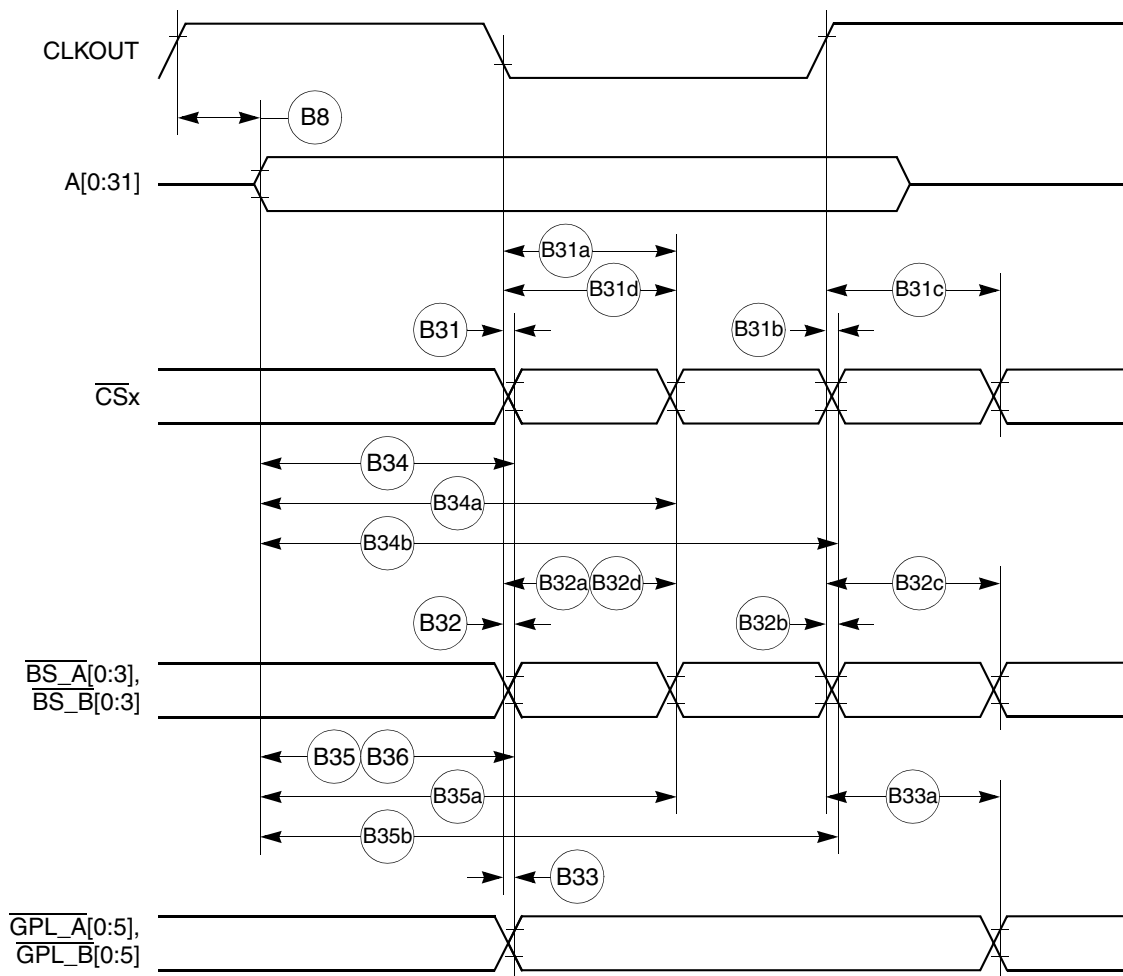 CLKOUT
B8
A[0:31]
B31a
B31d
B31c
B31
B31b
CSx
B34
B34a
B34b
B32a B32d
B32c
B32
B32b
BS_A[0:3],
BS_B[0:3]
B35 B36
B35a
B33a
B35b
B33
GPL_A[0:5],
GPL_B[0:5]